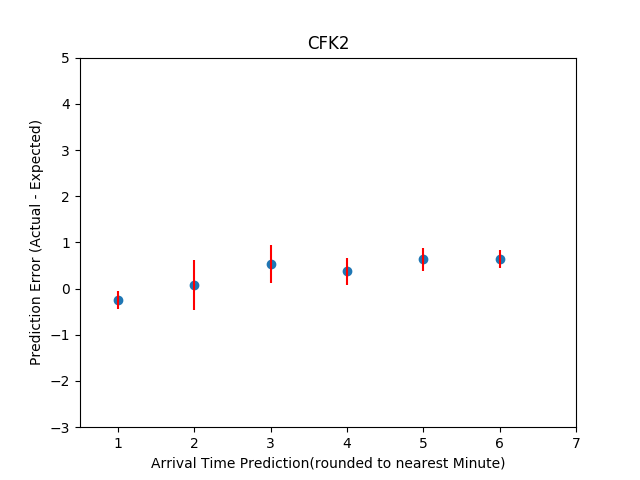 CFK2
5
4
3
2
1
0
−1
−2
−3
Prediction Error (Actual - Expected)
1 2 3 4 5 6 7
Arrival Time Prediction(rounded to nearest Minute)